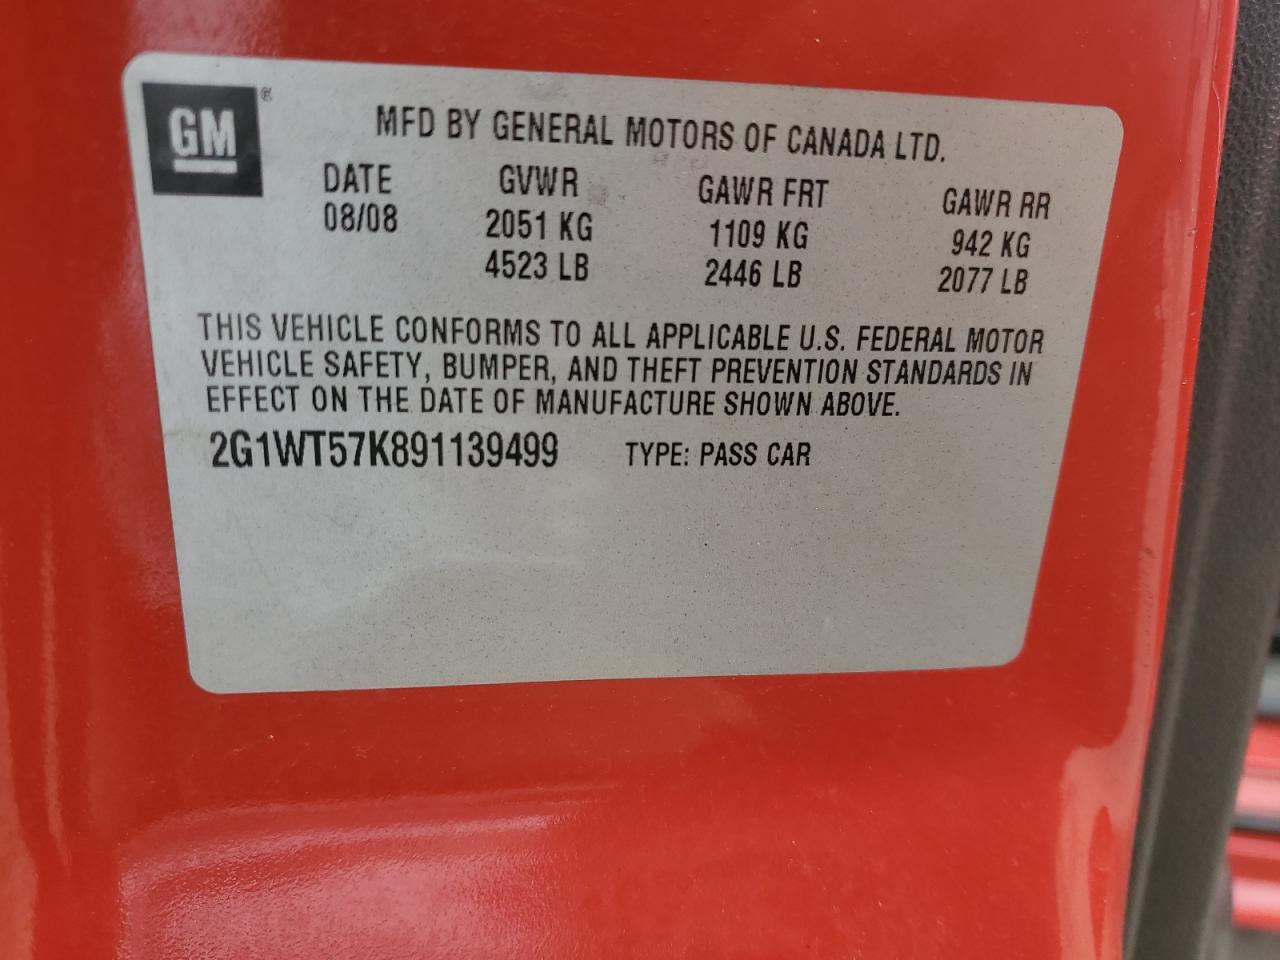 GM®
MFD BY GENERAL MOTORS OF CANADA LTD.
DATE GVWR GAWR FRT GAWR RR
08/08 2051 KG 1109 KG 942 KG
4523 LB 2446 LB 2077 LB
THIS VEHICLE CONFORMS TO ALL APPLICABLE U.S. FEDERAL MOTOR
VEHICLE SAFETY, BUMPER, AND THEFT PREVENTION STANDARDS IN
EFFECT ON THE DATE OF MANUFACTURE SHOWN ABOVE.
2G1WT57K891139499 TYPE: PASS CAR